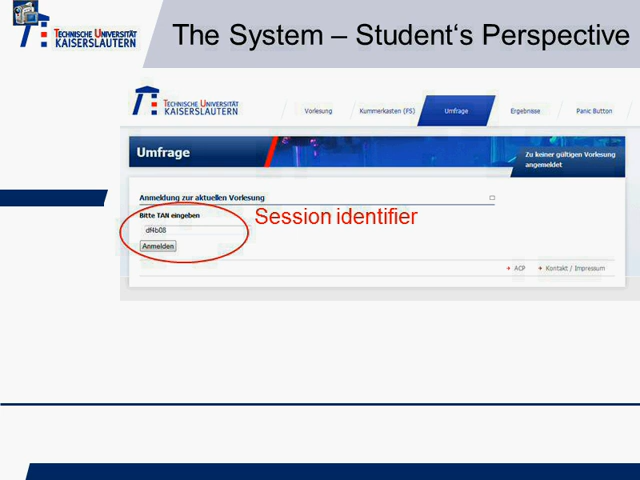 TECHNISCHE UNIVERSITÄT
KAISERSLAUTERN
The System – Student‘s Perspective
TECHNISCHE UNIVERSITÄT
KAISERSLAUTERN
Vorlesung
Kummerkasten (FS)
Umfrage
Ergebnisse
Panic Button
Umfrage
Zu keiner gültigen Vorlesung
angemeldet
Anmeldung zur aktuellen Vorlesung
Bitte TAN eingeben
Session identifier
df4b08
Anmelden
ACP
Kontakt / Impressum